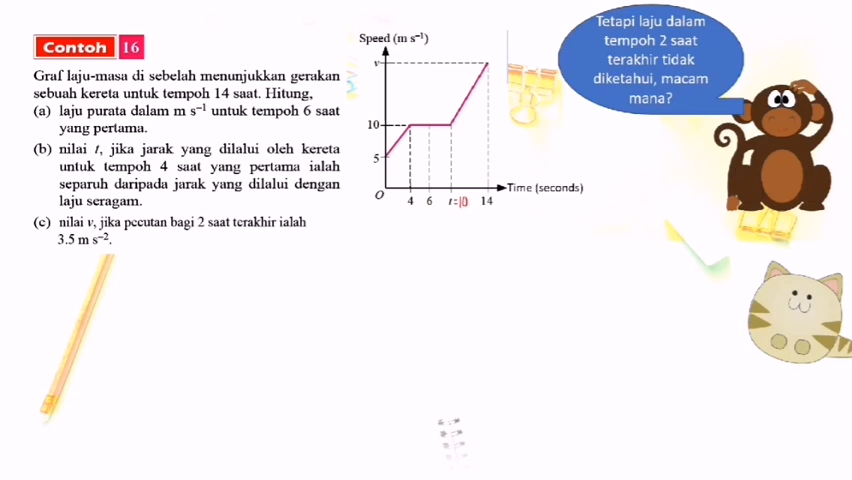 Contoh 16
Graf laju-masa di sebelah menunjukkan gerakan
sebuah kereta untuk tempoh 14 saat. Hitung,
(a) laju purata dalam m s⁻¹ untuk tempoh 6 saat
yang pertama.
(b) nilai t, jika jarak yang dilalui oleh kereta
untuk tempoh 4 saat yang pertama ialah
separuh daripada jarak yang dilalui dengan
laju seragam.
(c) nilai v, jika pecutan bagi 2 saat terakhir ialah
3.5 m s⁻².
Speed (m s⁻¹)
v
10
5
O
4 6 t=10 14
Time (seconds)
Tetapi laju dalam
tempoh 2 saat
terakhir tidak
diketahui, macam
mana?